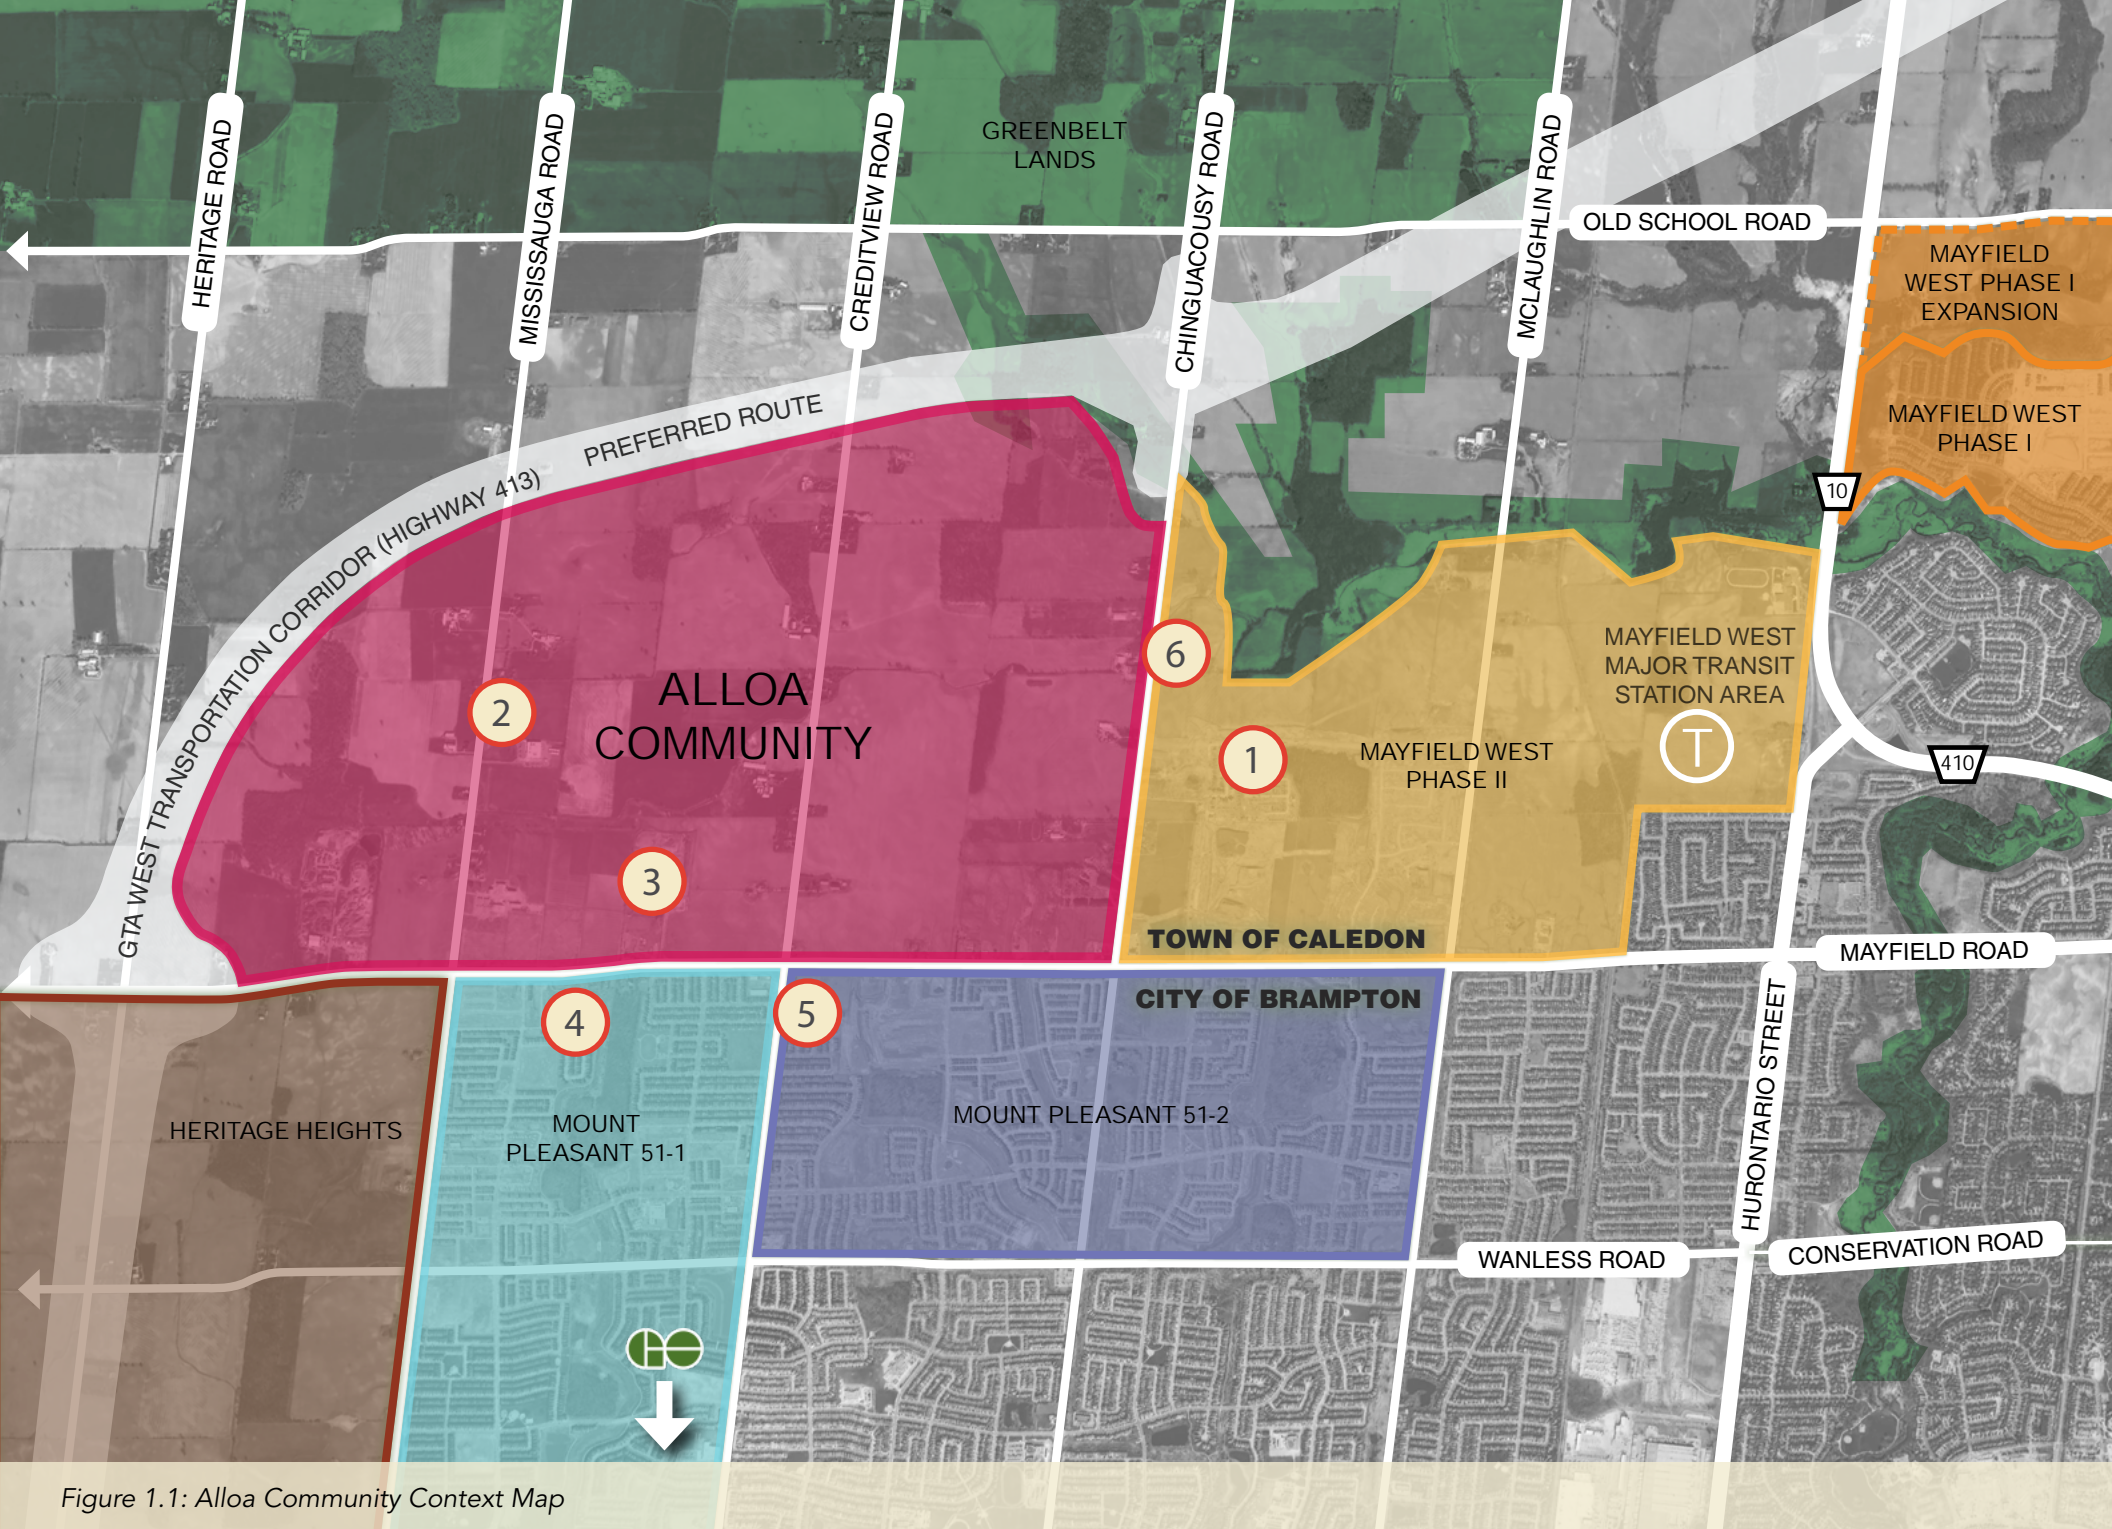 HERITAGE ROAD
MISSISSAUGA ROAD
CREDITVIEW ROAD
GREENBELT
LANDS
CHINGUACOUSY ROAD
MCLAUGHLIN ROAD
OLD SCHOOL ROAD
MAYFIELD
WEST PHASE I
EXPANSION
MAYFIELD WEST
PHASE I
10
GTA WEST TRANSPORTATION CORRIDOR (HIGHWAY 413) PREFERRED ROUTE
ALLOA
COMMUNITY
2
3
6
1
MAYFIELD WEST
MAJOR TRANSIT
STATION AREA
T
MAYFIELD WEST
PHASE II
410
TOWN OF CALEDON
MAYFIELD ROAD
CITY OF BRAMPTON
4
5
HERITAGE HEIGHTS
MOUNT
PLEASANT 51-1
MOUNT PLEASANT 51-2
HURONTARIO STREET
WANLESS ROAD
CONSERVATION ROAD
GO
Figure 1.1: Alloa Community Context Map